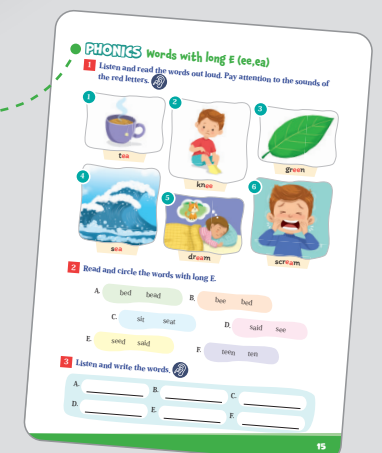 PHONICS Words with long E (ee,ea)
1 Listen and read the words out loud. Pay attention to the sounds of
the red letters.
1
2
3
tea
knee
green
4
5
6
sea
dream
scream
2 Read and circle the words with long E.
A. bed bead
B. bee bed
C. sit seat
D. said see
E. seed said
F. teen ten
3 Listen and write the words.
A.
B.
C.
D.
E.
F.
15